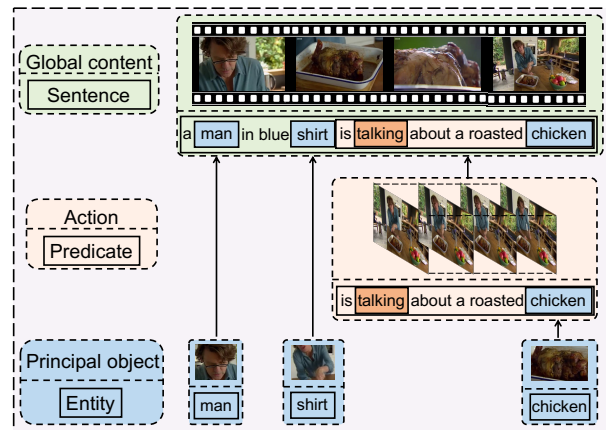 Global content
Sentence
a man in blue shirt is talking about a roasted chicken
Action
Predicate
is talking about a roasted chicken
Principal object
Entity
man
shirt
chicken